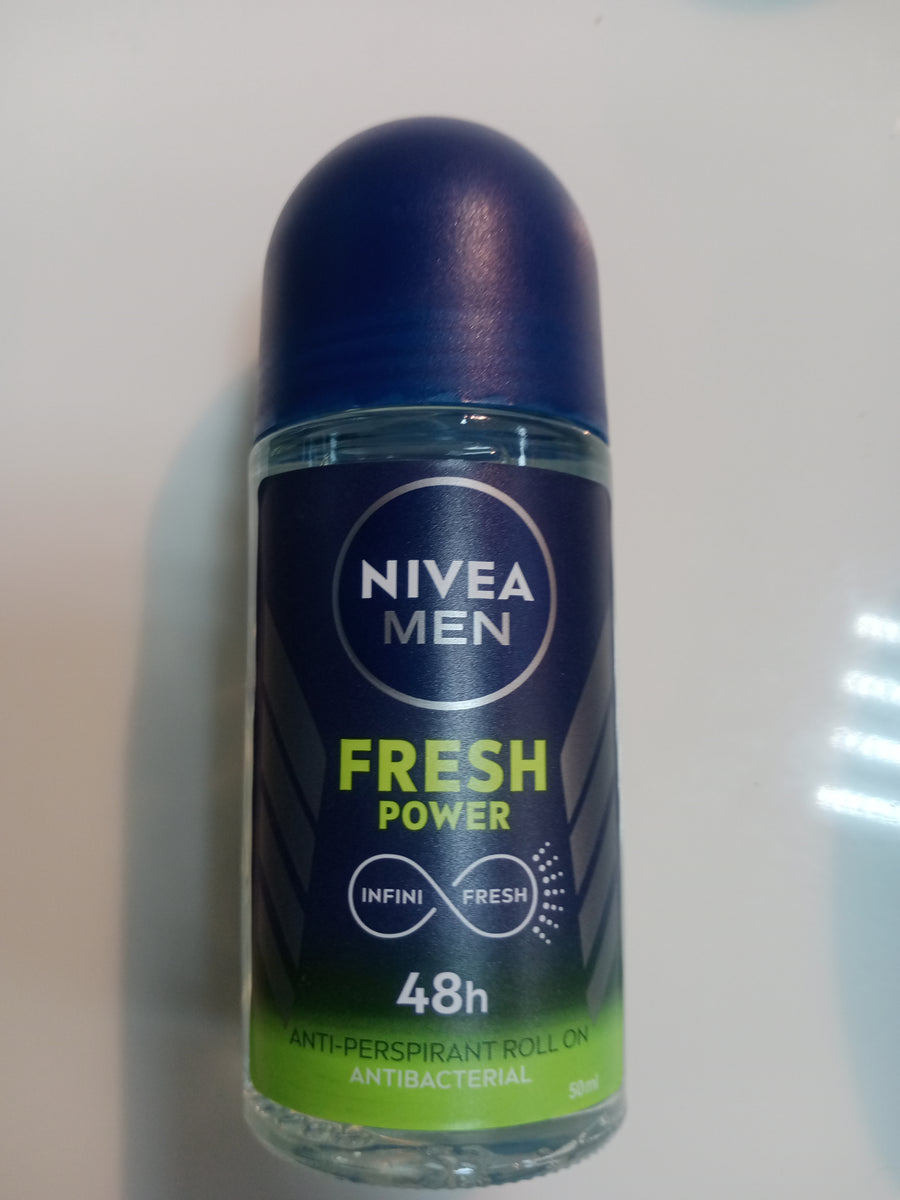 NIVEA
MEN
FRESH
POWER
INFINI FRESH
48h
ANTI-PERSPIRANT ROLL ON
ANTIBACTERIAL
50ml